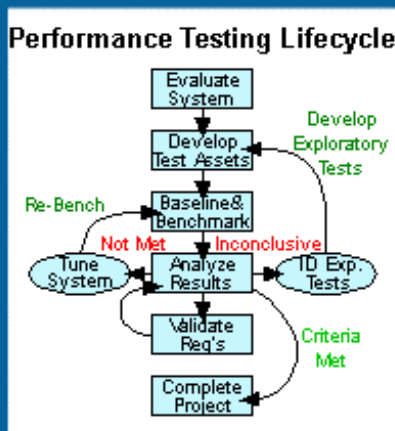 Performance Testing Lifecycle
Evaluate
System
Develop
Exploratory
Tests
Develop
Test Assets
Re-Bench
Baseline&
Benchmark
Not Met
Inconclusive
Tune
System
Analyze
Results
ID Exp.
Tests
Validate
Req's
Criteria
Met
Complete
Project